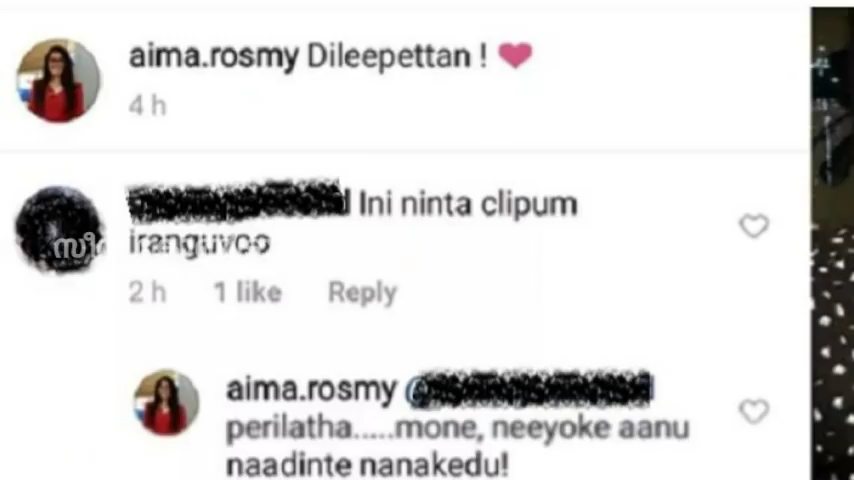 aima.rosmy Dileepettan ! ❤
4 h
Ini ninta clipum
iranguvoo
2 h 1 like Reply
aima.rosmy
perilatha.....mone, neeyoke aanu
naadinte nanakedu!